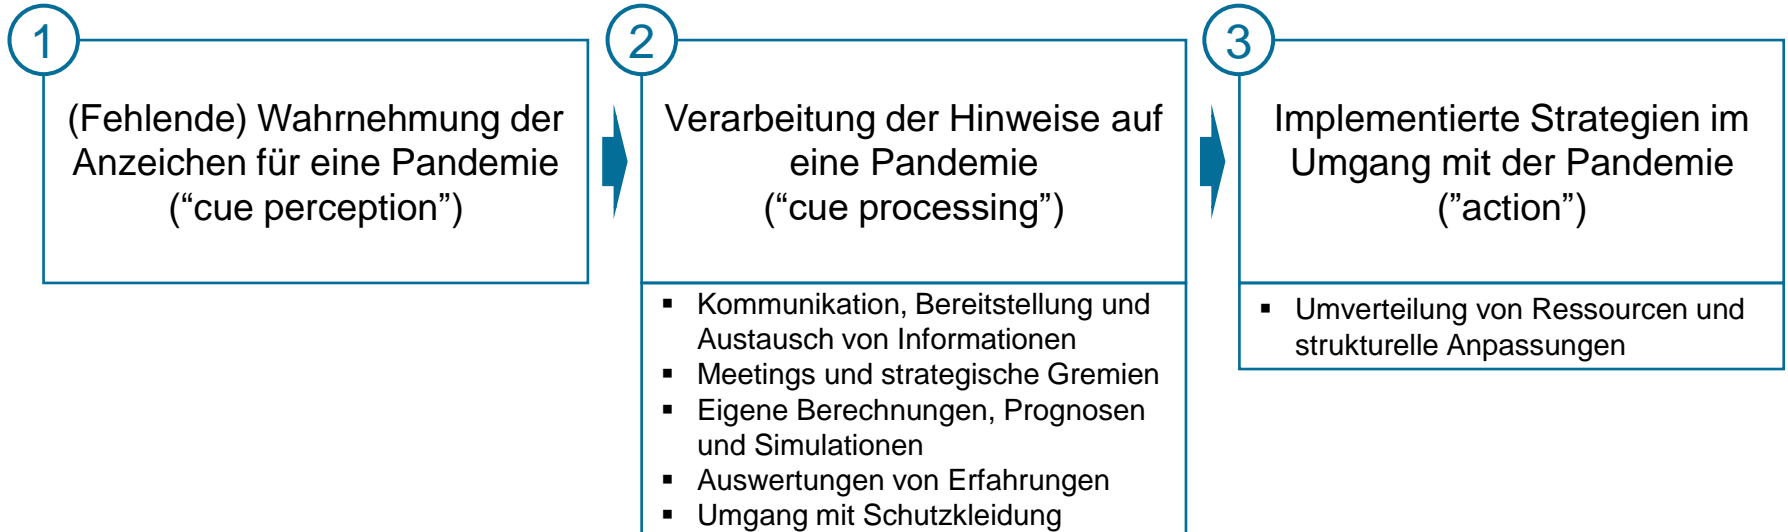 1
(Fehlende) Wahrnehmung der
Anzeichen für eine Pandemie
(“cue perception”)
2
Verarbeitung der Hinweise auf
eine Pandemie
(“cue processing”)
▪ Kommunikation, Bereitstellung und
Austausch von Informationen
▪ Meetings und strategische Gremien
▪ Eigene Berechnungen, Prognosen
und Simulationen
▪ Auswertungen von Erfahrungen
▪ Umgang mit Schutzkleidung
3
Implementierte Strategien im
Umgang mit der Pandemie
(”action”)
▪ Umverteilung von Ressourcen und
strukturelle Anpassungen